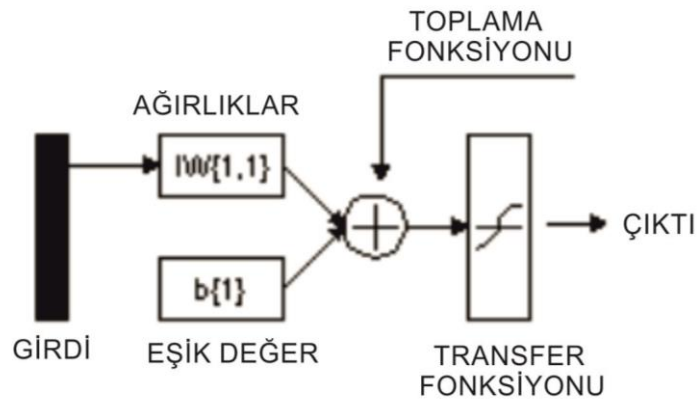 TOPLAMA
FONKSİYONU
AĞIRLIKLAR
IW{1,1}
ÇIKTI
b{1}
GİRDİ
EŞİK DEĞER
TRANSFER
FONKSİYONU